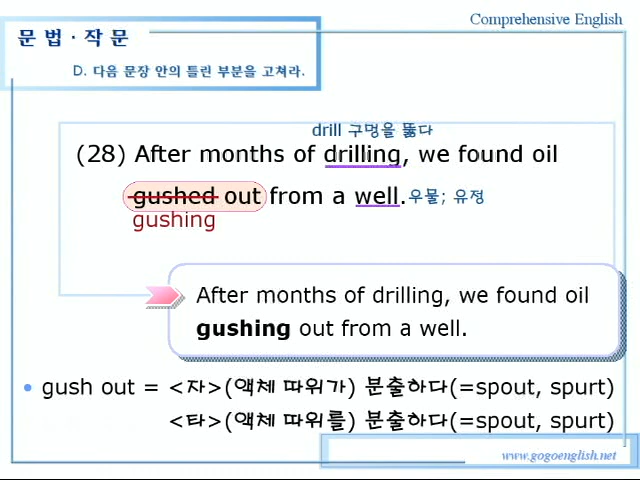 Comprehensive English
문 법 · 작 문
D. 다음 문장 안의 틀린 부분을 고쳐라.
drill 구멍을 뚫다
(28) After months of drilling, we found oil
gushed out from a well. 우물; 유정
gushing
After months of drilling, we found oil
gushing out from a well.
• gush out = <자>(액체 따위가) 분출하다(=spout, spurt)
<타>(액체 따위를) 분출하다(=spout, spurt)
www.gogoenglish.net